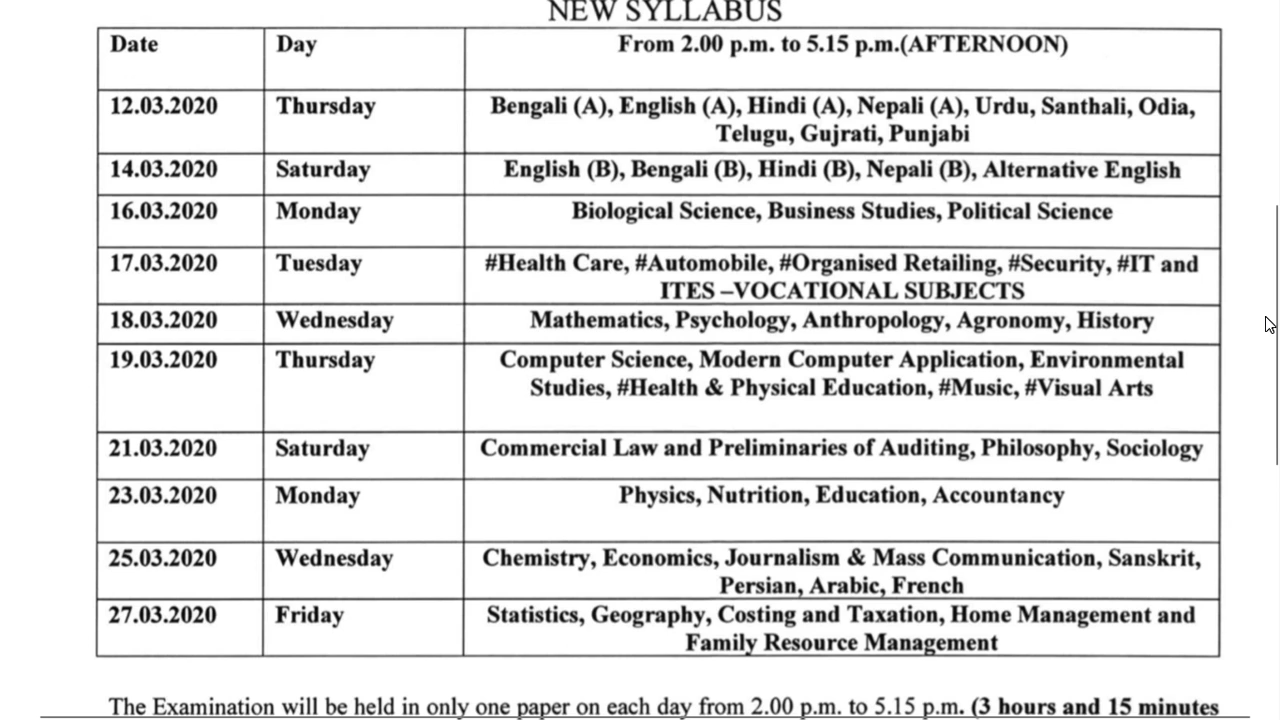 NEW SYLLABUS
Date Day From 2.00 p.m. to 5.15 p.m.(AFTERNOON)
12.03.2020 Thursday Bengali (A), English (A), Hindi (A), Nepali (A), Urdu, Santhali, Odia,
Telugu, Gujrati, Punjabi
14.03.2020 Saturday English (B), Bengali (B), Hindi (B), Nepali (B), Alternative English
16.03.2020 Monday Biological Science, Business Studies, Political Science
17.03.2020 Tuesday #Health Care, #Automobile, #Organised Retailing, #Security, #IT and
ITES –VOCATIONAL SUBJECTS
18.03.2020 Wednesday Mathematics, Psychology, Anthropology, Agronomy, History
19.03.2020 Thursday Computer Science, Modern Computer Application, Environmental
Studies, #Health & Physical Education, #Music, #Visual Arts
21.03.2020 Saturday Commercial Law and Preliminaries of Auditing, Philosophy, Sociology
23.03.2020 Monday Physics, Nutrition, Education, Accountancy
25.03.2020 Wednesday Chemistry, Economics, Journalism & Mass Communication, Sanskrit,
Persian, Arabic, French
27.03.2020 Friday Statistics, Geography, Costing and Taxation, Home Management and
Family Resource Management
The Examination will be held in only one paper on each day from 2.00 p.m. to 5.15 p.m. (3 hours and 15 minutes